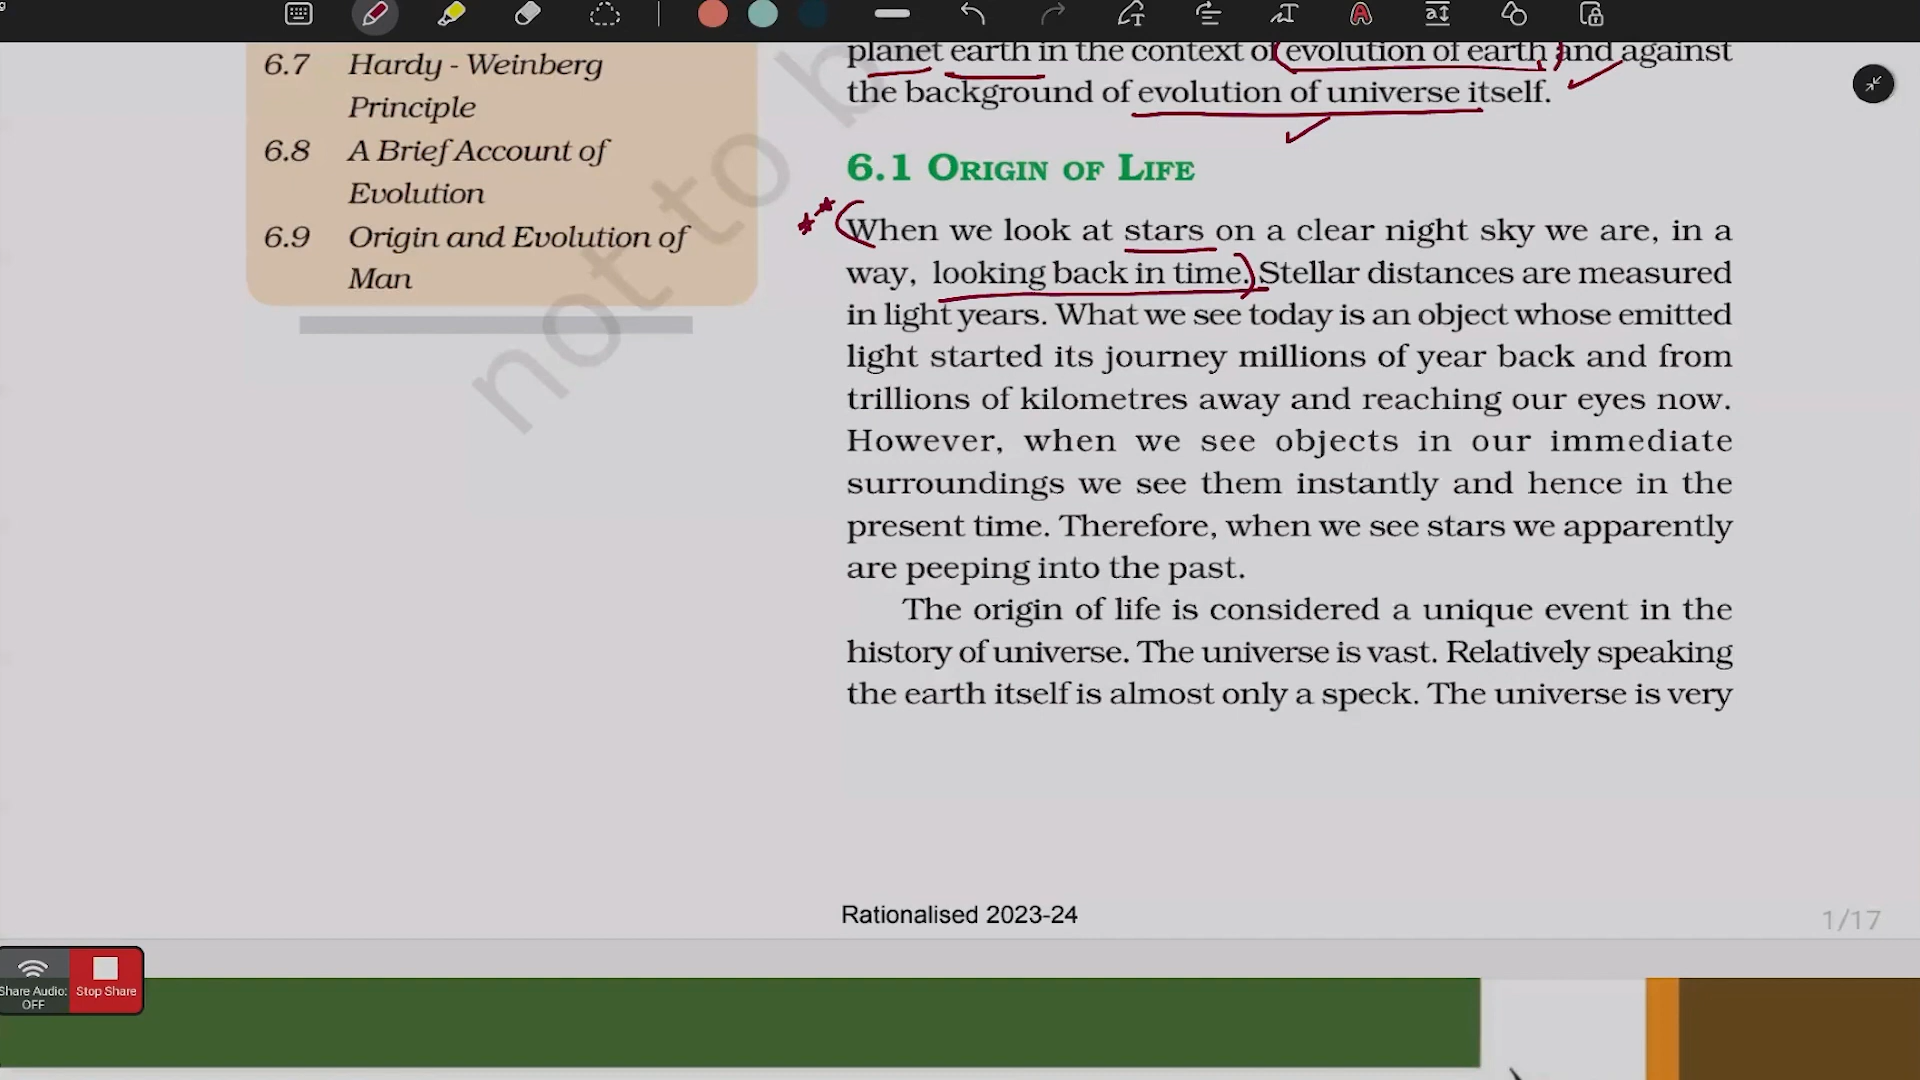 6.7 Hardy - Weinberg
Principle
6.8 A Brief Account of
Evolution
6.9 Origin and Evolution of
Man
planet earth in the context of evolution of earth, and against
the background of evolution of universe itself.
6.1 ORIGIN OF LIFE
When we look at stars on a clear night sky we are, in a
way, looking back in time. Stellar distances are measured
in light years. What we see today is an object whose emitted
light started its journey millions of year back and from
trillions of kilometres away and reaching our eyes now.
However, when we see objects in our immediate
surroundings we see them instantly and hence in the
present time. Therefore, when we see stars we apparently
are peeping into the past.
The origin of life is considered a unique event in the
history of universe. The universe is vast. Relatively speaking
the earth itself is almost only a speck. The universe is very
not to b
Rationalised 2023-24
1/17
Share Audio:
OFF
Stop Share